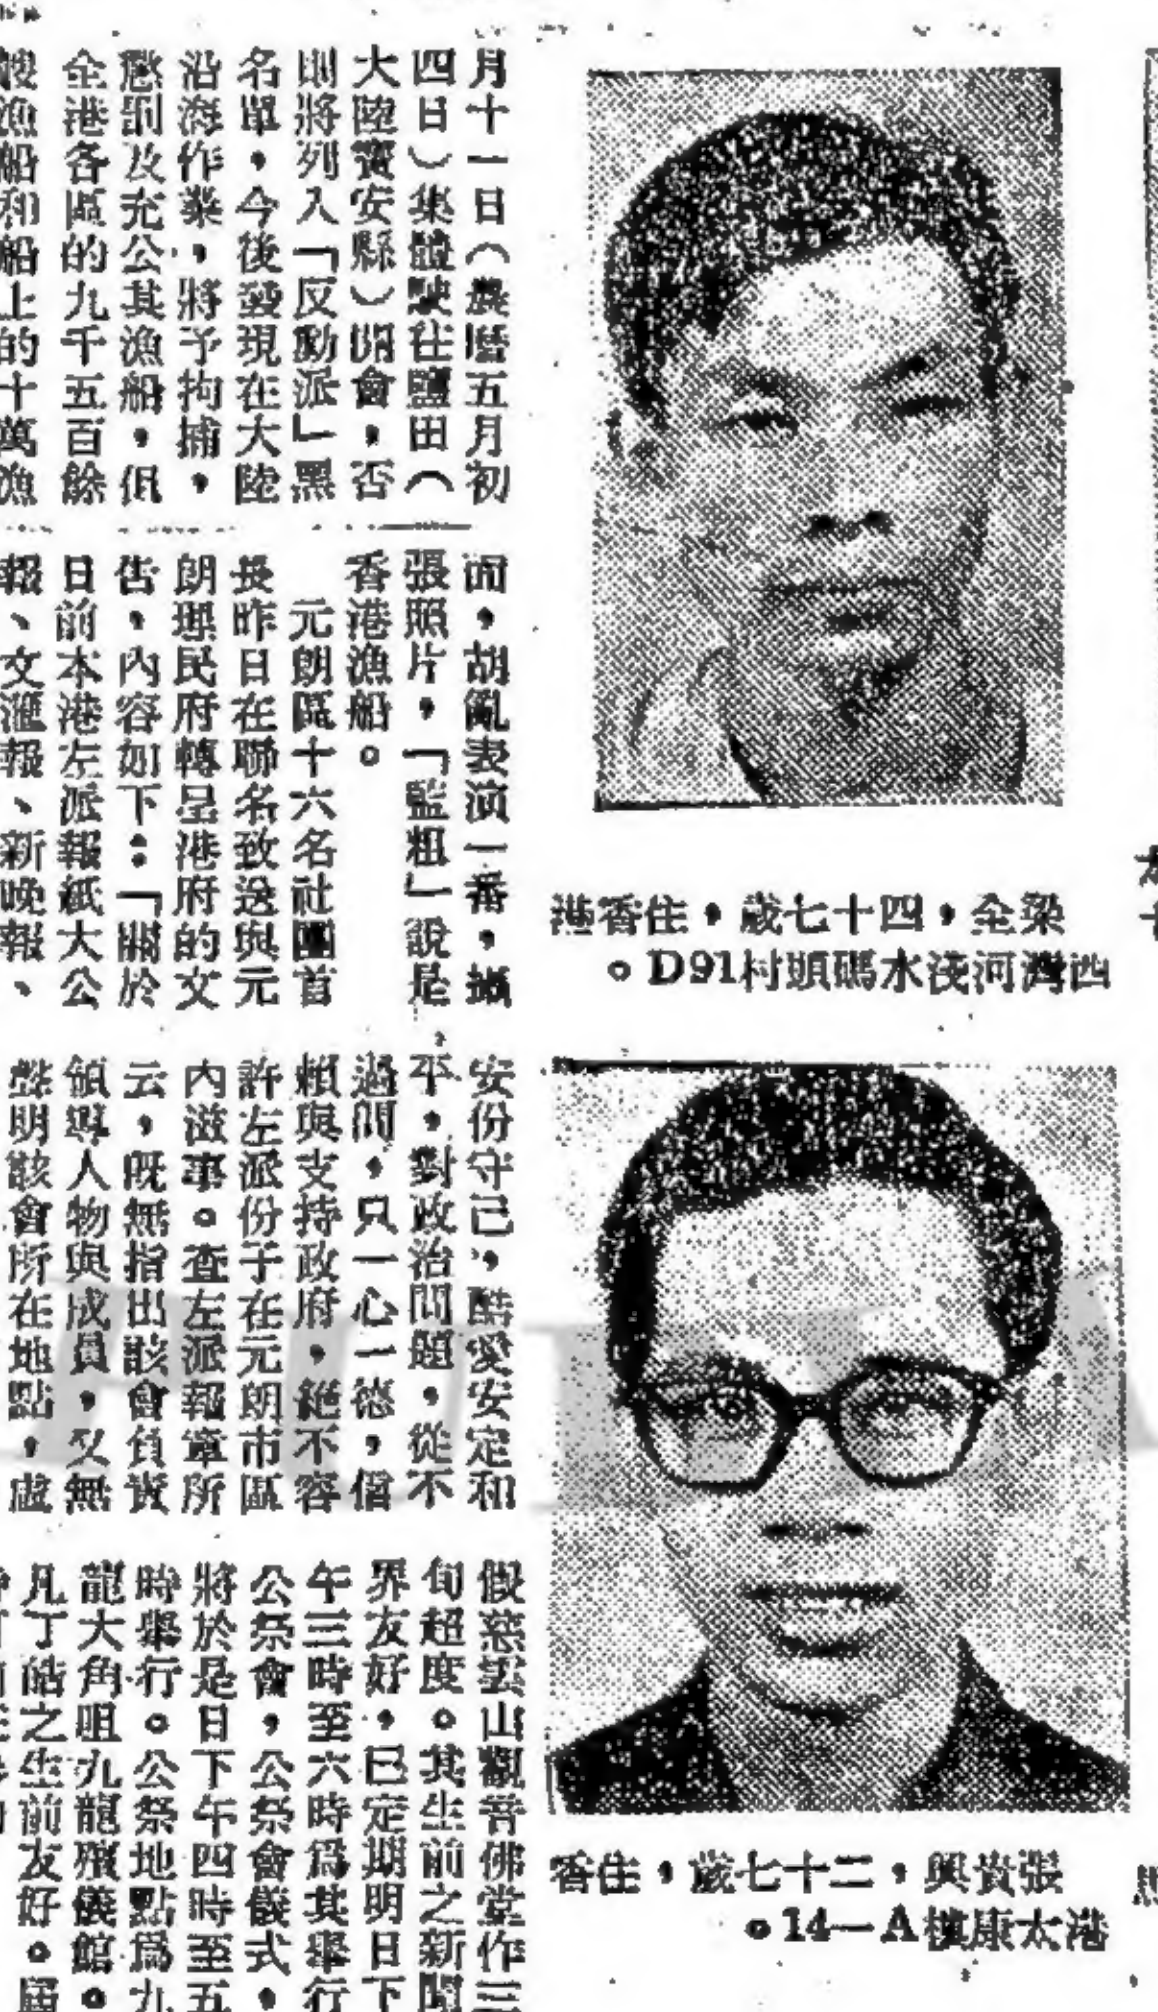 月十一日（農曆五月初
四日）集體駛往鹽田（
大陸寶安縣）開會，否
則將列入「反動派」黑
名單，今後發現在大陸
沿海作業，將予拘捕，
懲罰及充公其漁船，但
全港各區的九千五百餘
艘漁船和船上的十萬漁
而，胡亂表演一番，攝
張照片，「監粗」說是
香港漁船。
元朗區十六名社團首
長昨日在聯名致送與元
朗理民府轉呈港府的文
告，內容如下：「關於
日前本港左派報紙大公
報、文滙報、新晚報、
安份守己，酷愛安定和
平，對政治問題，從不
過問，只一心一德，信
賴與支持政府，絕不容
許左派份子在元朗市區
內滋事。查左派報章所
云，既無指出該會負責
領導人物與成員，又無
聲明該會所在地點，虛
假慈雲山觀音佛堂作三
旬超度。其生前之新聞
界友好，已定期明日下
午三時至六時爲其舉行
公祭會，公祭會儀式，
將於是日下午四時至五
時舉行。公祭地點爲九
龍大角咀九龍殯儀館。
凡丁皓之生前友好。屆
梁全，四十七歲，住香港
西灣河淺水碼頭村91D。
張貴興，二十七歲，住香
港太康樓A—14。